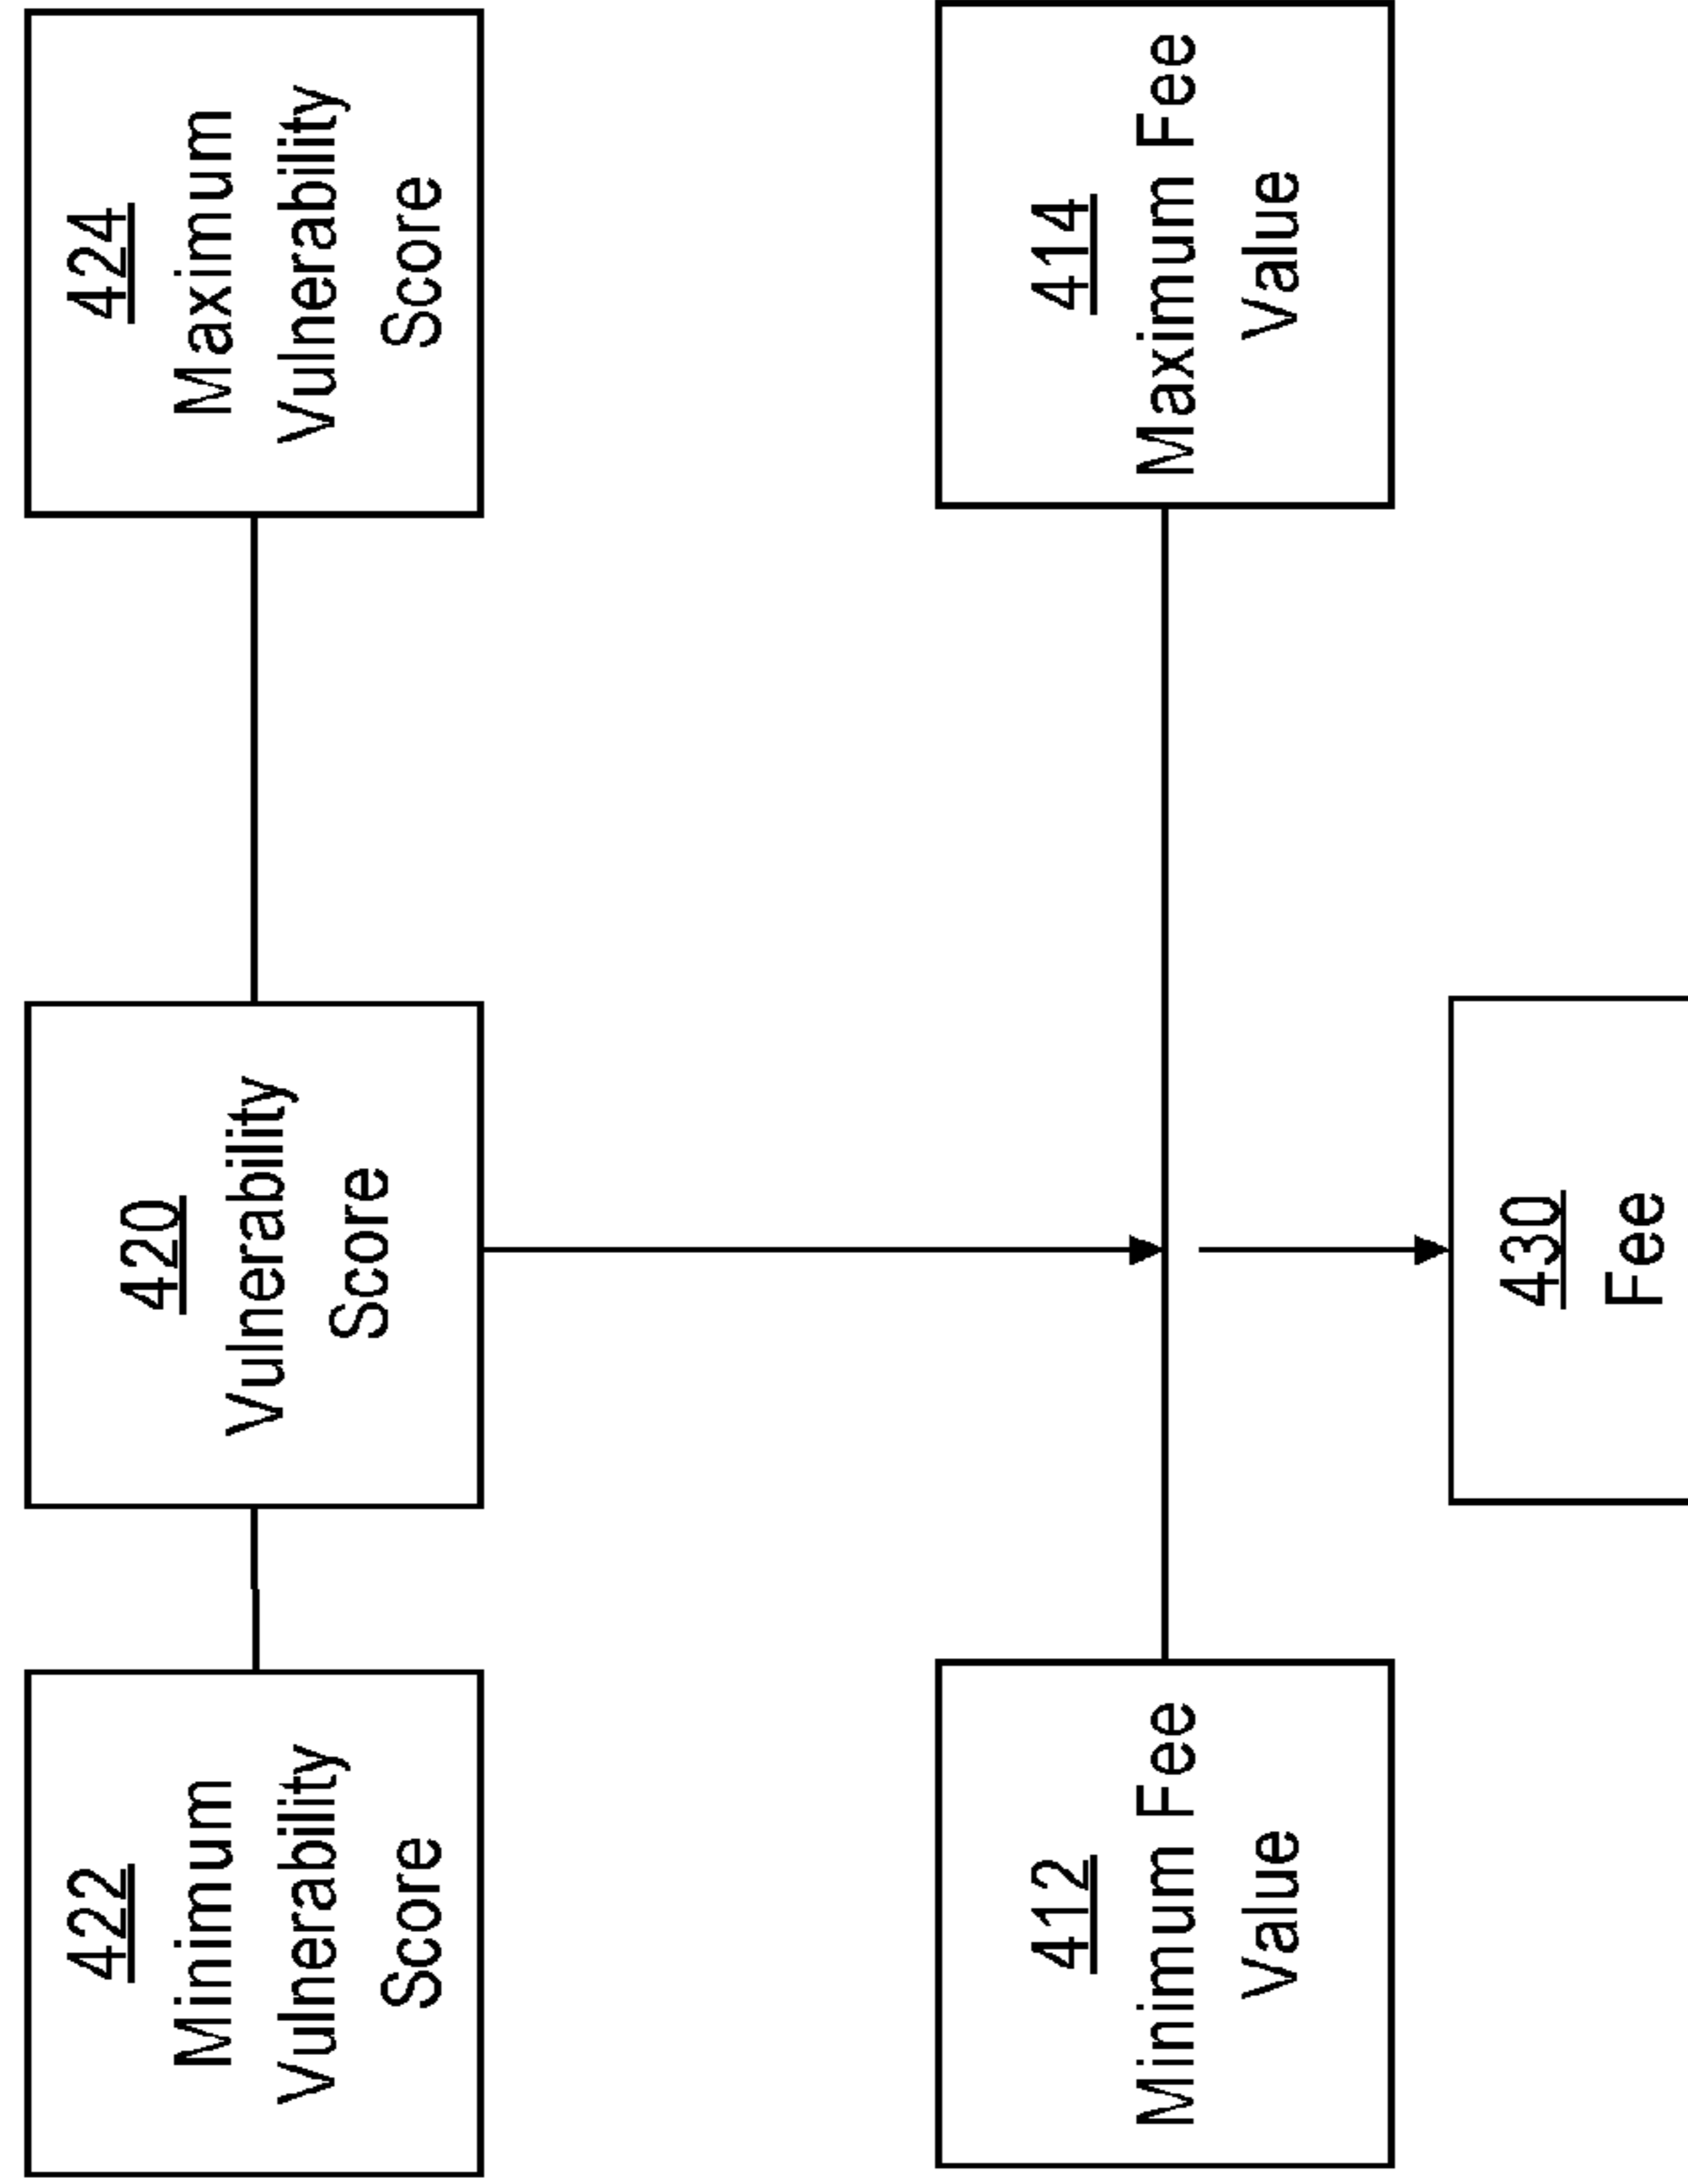 422
Minimum
Vulnerability
Score
420
Vulnerability
Score
424
Maximum
Vulnerability
Score
412
Minimum Fee
Value
414
Maximum Fee
Value
430
Fee